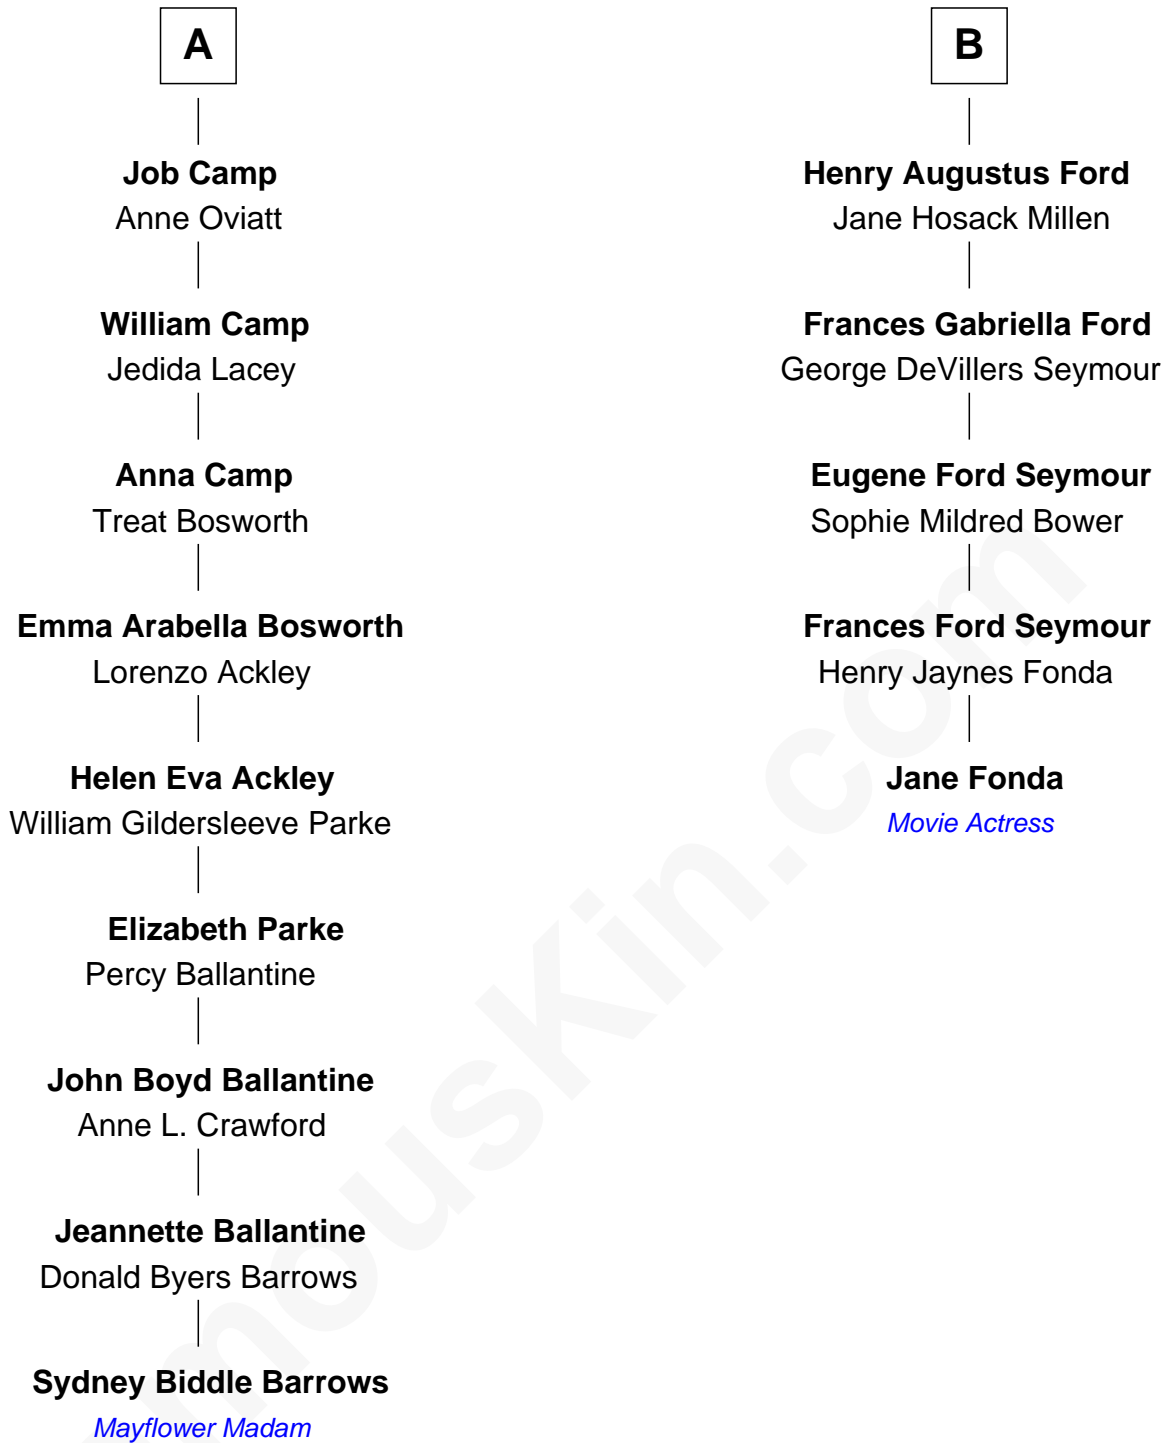 A
Job Camp
Anne Oviatt
William Camp
Jedida Lacey
Anna Camp
Treat Bosworth
Emma Arabella Bosworth
Lorenzo Ackley
Helen Eva Ackley
William Gildersleeve Parke
Elizabeth Parke
Percy Ballantine
John Boyd Ballantine
Anne L. Crawford
Jeannette Ballantine
Donald Byers Barrows
Sydney Biddle Barrows
Mayflower Madam
B
Henry Augustus Ford
Jane Hosack Millen
Frances Gabriella Ford
George DeVillers Seymour
Eugene Ford Seymour
Sophie Mildred Bower
Frances Ford Seymour
Henry Jaynes Fonda
Jane Fonda
Movie Actress
mousKin.com